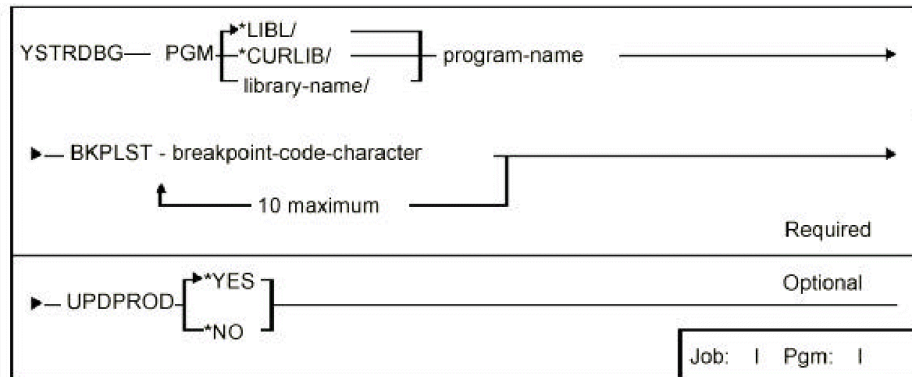 *LIBL/
YSTRDBG PGM *CURLIB/ program-name
library-name/
BKPLST - breakpoint-code-character
10 maximum
Required
*YES
Optional
UPDPROD
*NO
Job: I Pgm: I